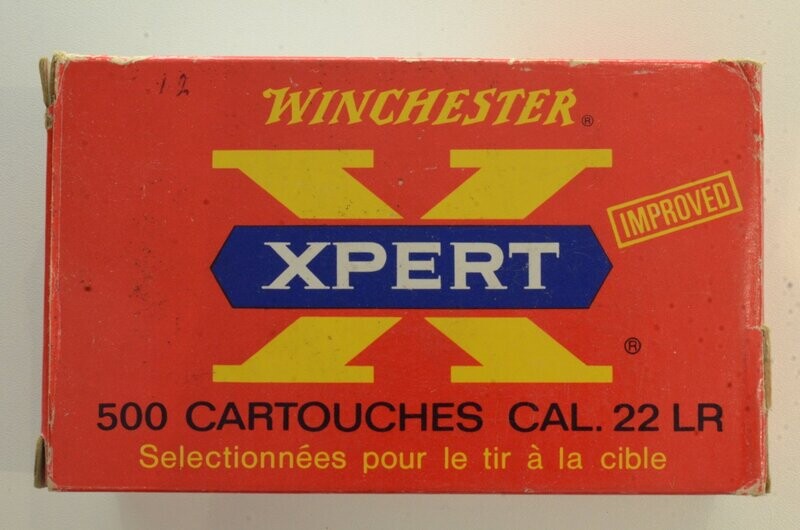 12
WINCHESTER®
X
IMPROVED
XPERT
®
500 CARTOUCHES CAL. 22 LR
Selectionnées pour le tir à la cible